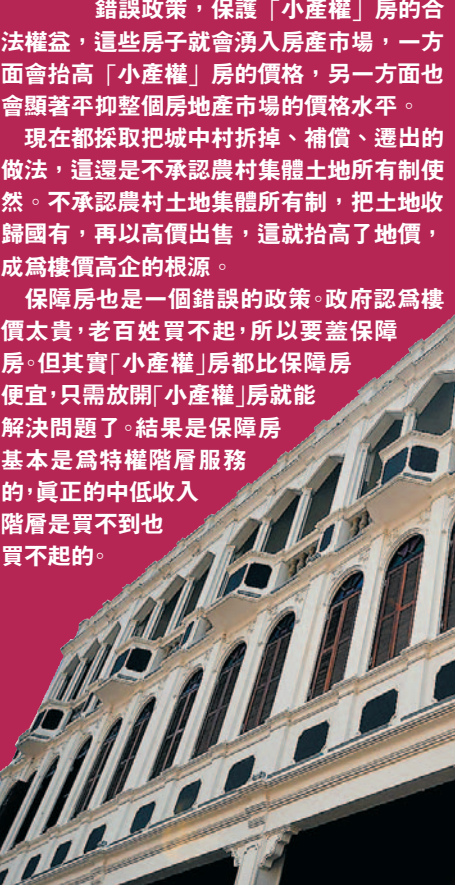 錯誤政策，保護「小產權」房的合
法權益，這些房子就會湧入房產市場，一方
面會抬高「小產權」房的價格，另一方面也
會顯著平抑整個房地產市場的價格水平。
現在都採取把城中村拆掉、補償、遷出的
做法，這還是不承認農村集體土地所有制使
然。不承認農村土地集體所有制，把土地收
歸國有，再以高價出售，這就抬高了地價，
成爲樓價高企的根源。
保障房也是一個錯誤的政策。政府認爲樓
價太貴，老百姓買不起，所以要蓋保障
房。但其實「小產權」房都比保障房
便宜，只需放開「小產權」房就能
解決問題了。結果是保障房
基本是爲特權階層服務
的，眞正的中低收入
階層是買不到也
買不起的。